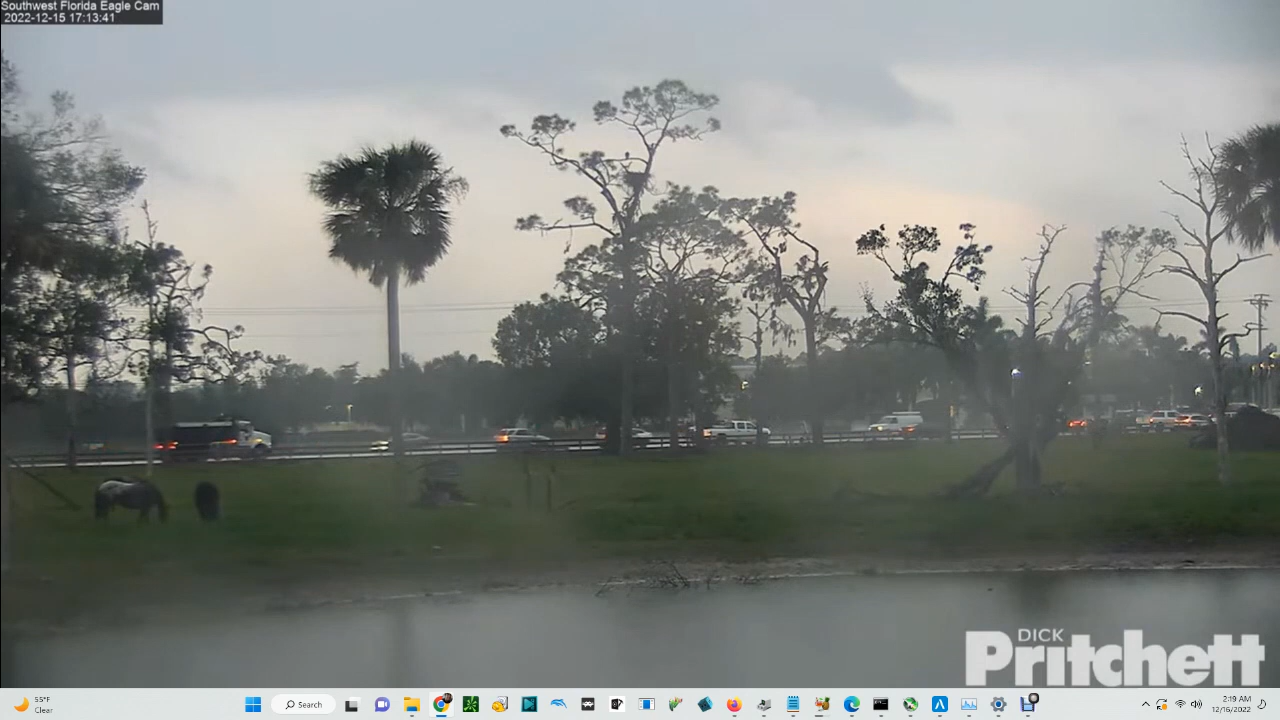 Southwest Florida Eagle Cam
2022-12-15 17:13:41
DICK
Pritchett
55°F
Clear
Search
2:19 AM
12/16/2022